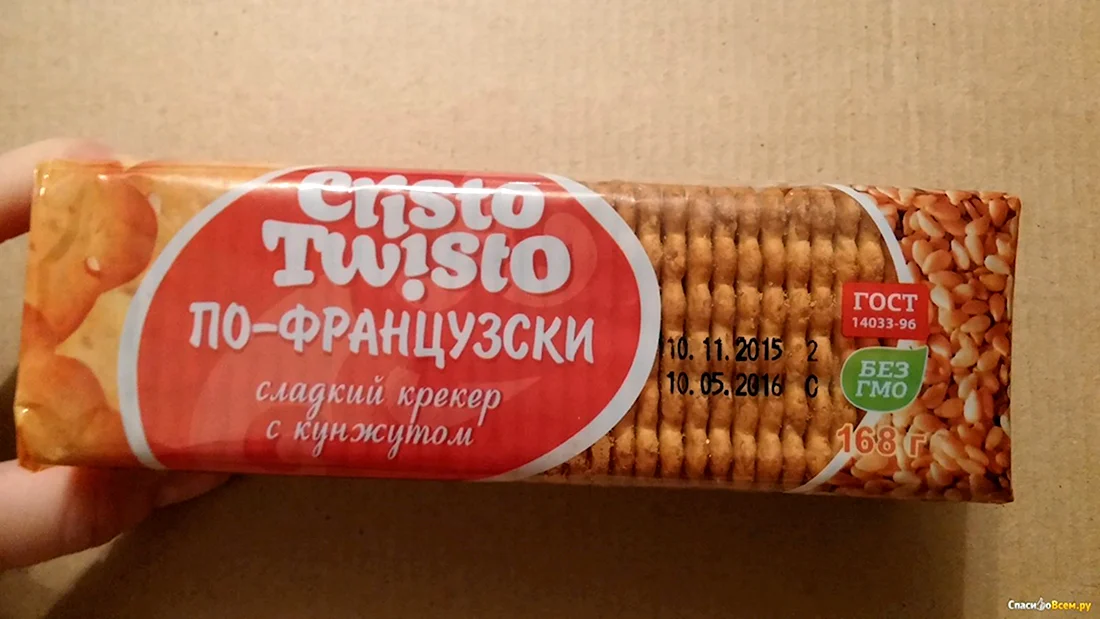 Cristo
Twisto
ПО-ФРАНЦУЗСКИ
сладкий крекер
с кунжутом
10. 11. 2015 2
10. 05. 2016 С
ГОСТ
14033-96
БЕЗ
ГМО
168 г
СпасибоВсем.ру